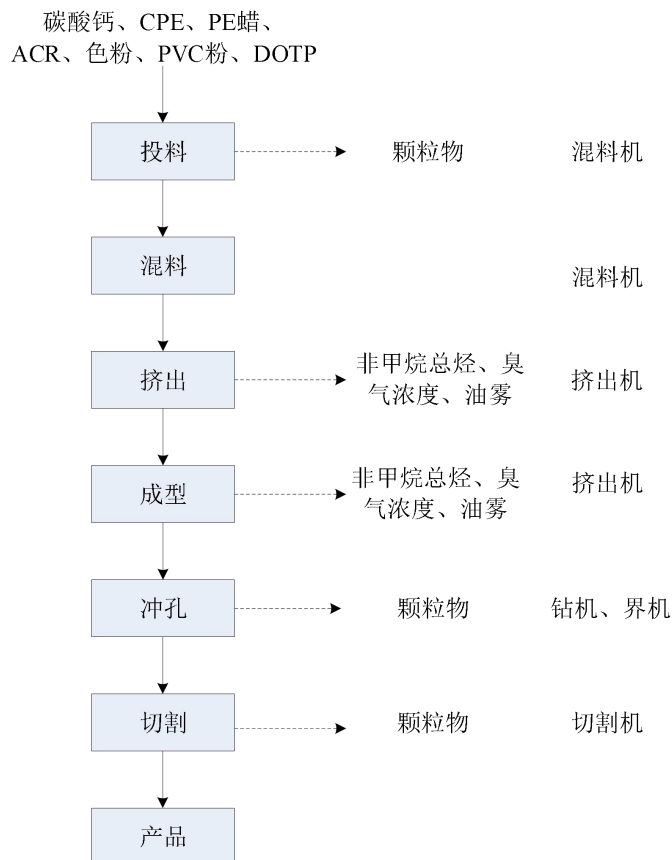 碳酸钙、CPE、PE蜡、
ACR、色粉、PVC粉、DOTP
投料
颗粒物
混料机
混料
混料机
挤出
非甲烷总烃、臭
气浓度、油雾
挤出机
成型
非甲烷总烃、臭
气浓度、油雾
挤出机
冲孔
颗粒物
钻机、界机
切割
颗粒物
切割机
产品